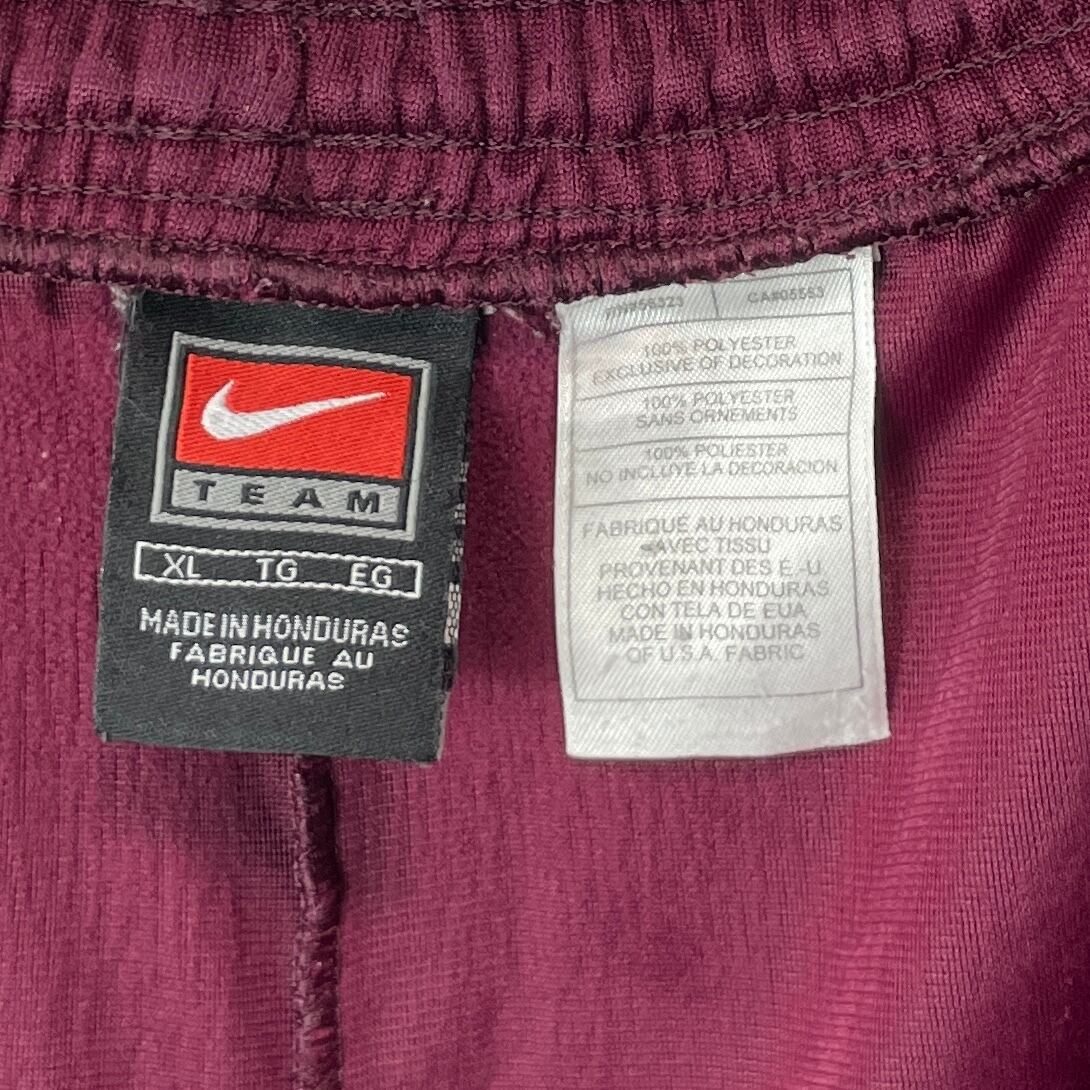 TEAM
XL TG EG
MADE IN HONDURAS
FABRIQUE AU
HONDURAS
CA#05553
100% POLYESTER
EXCLUSIVE OF DECORATION
100% POLYESTER
SANS ORNEMENTS
100% POLIESTER
NO INCLUYE LA DECORACION
FABRIQUÉ AU HONDURAS
AVEC TISSU
PROVENANT DES É.-U
HECHO EN HONDURAS
CON TELA DE EUA
MADE IN HONDURAS
OF U.S.A. FABRIC